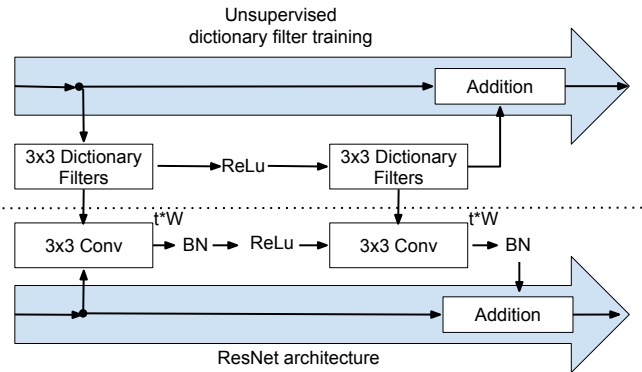 Unsupervised
dictionary filter training
Addition
3x3 Dictionary
Filters
ReLu
3x3 Dictionary
Filters
t*W
t*W
3x3 Conv
BN
ReLu
3x3 Conv
BN
Addition
ResNet architecture